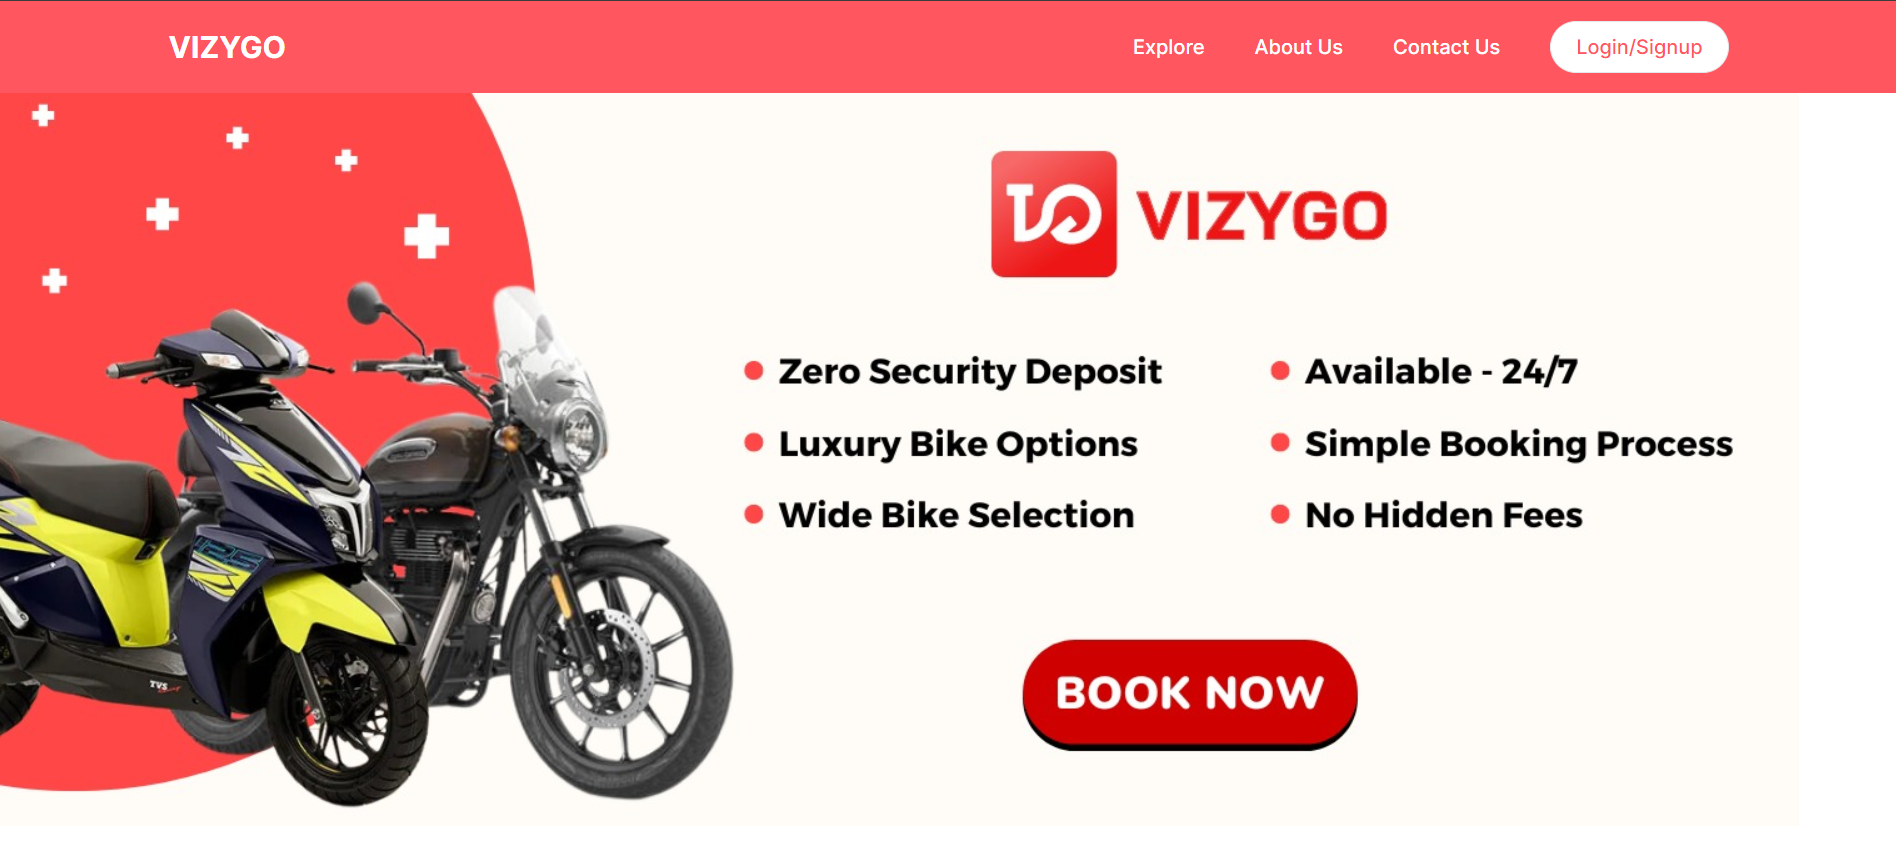 VIZYGO
Explore
About Us
Contact Us
Login/Signup
VIZYGO
Zero Security Deposit
Available - 24/7
Luxury Bike Options
Simple Booking Process
Wide Bike Selection
No Hidden Fees
125
TVS
BOOK NOW